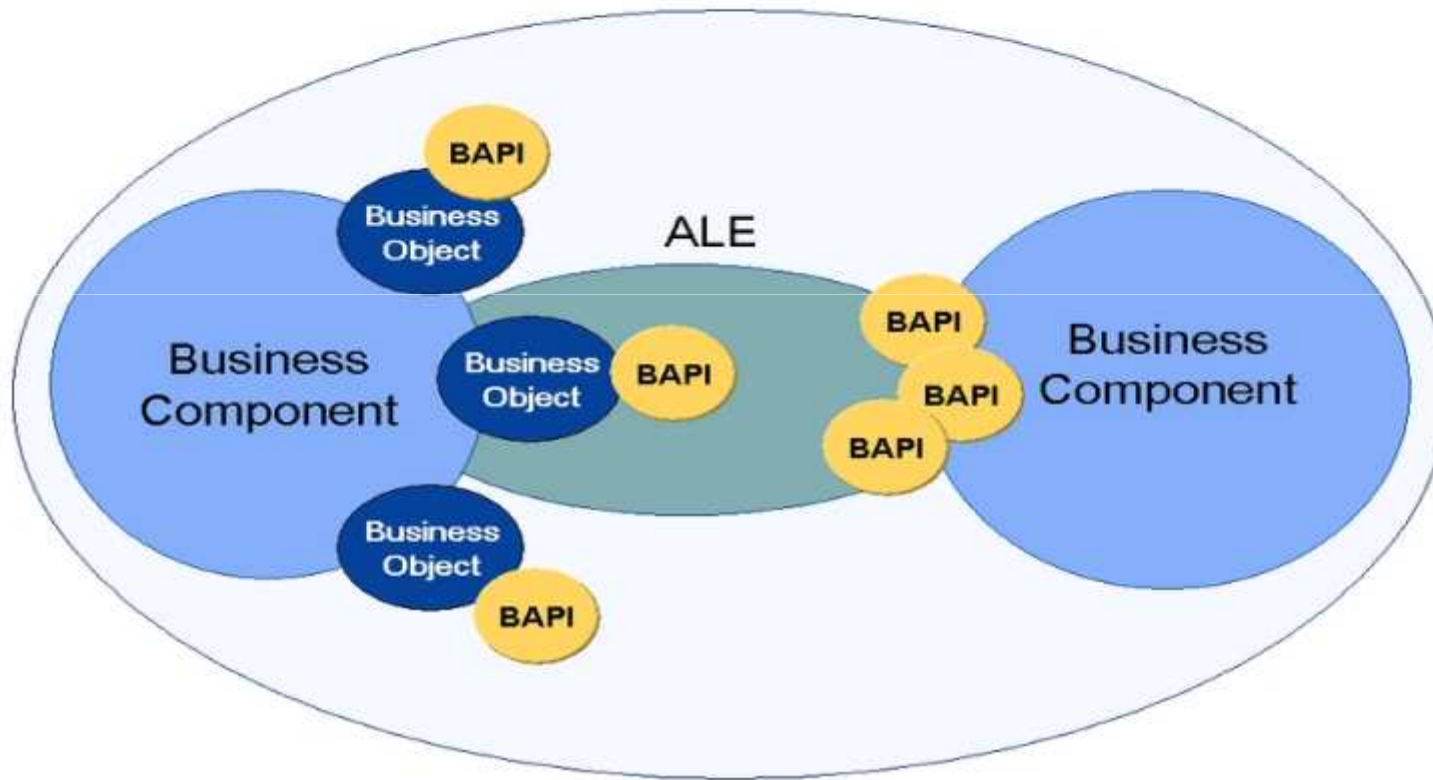 BAPI
Business
Object
ALE
Business
Component
Business
Object
BAPI
BAPI
BAPI
BAPI
Business
Component
Business
Object
BAPI